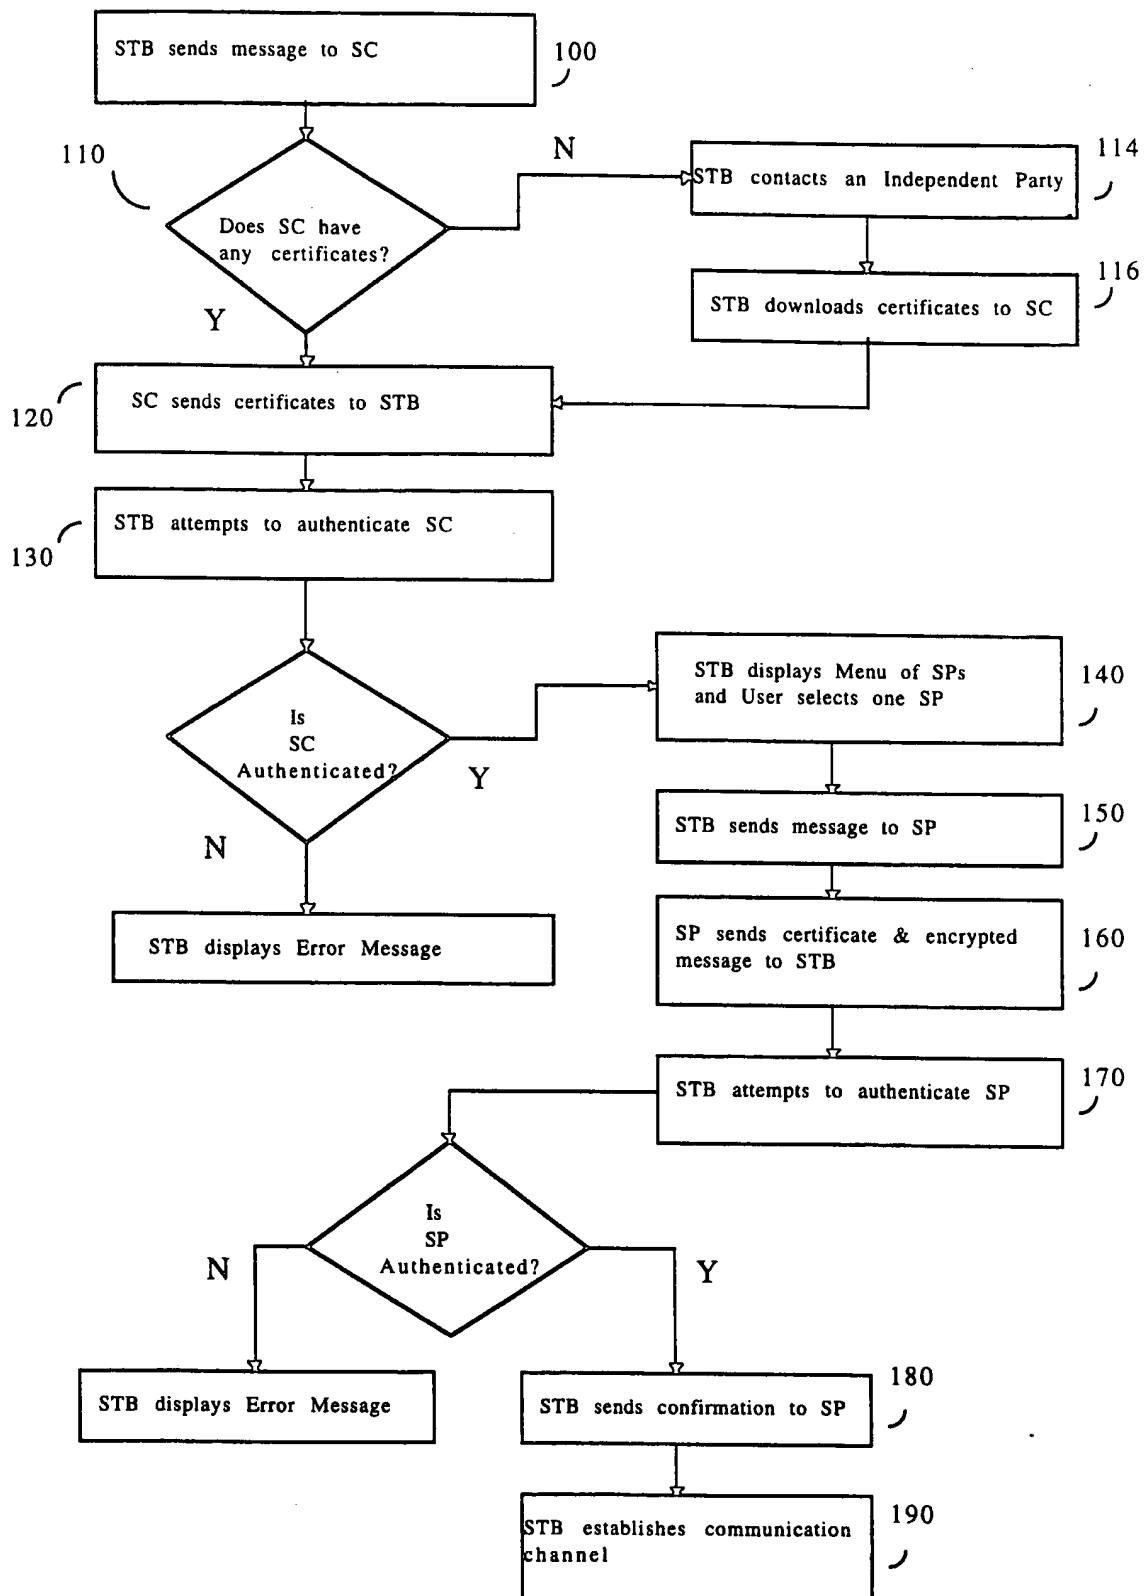 STB sends message to SC
100
110
N
114
STB contacts an Independent Party
Does SC have
any certificates?
116
STB downloads certificates to SC
Y
120
SC sends certificates to STB
130
STB attempts to authenticate SC
STB displays Menu of SPs
and User selects one SP
140
Is
SC
Authenticated?
Y
N
150
STB sends message to SP
STB displays Error Message
SP sends certificate & encrypted
message to STB
160
STB attempts to authenticate SP
170
Is
SP
Authenticated?
N
Y
STB displays Error Message
180
STB sends confirmation to SP
190
STB establishes communication
channel